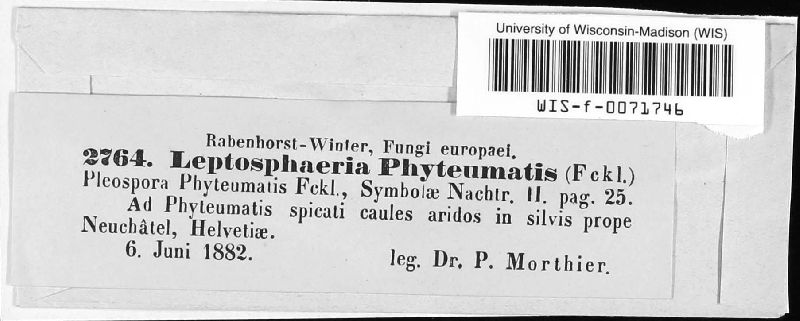 University of Wisconsin-Madison (WIS)
WIS-f-0071746
Rabenhorst-Winter, Fungi europaei.
2764. Leptosphaeria Phyteumatis (Fckl.)
Pleospora Phyteumatis Fckl., Symbolæ Nachtr. II. pag. 25.
Ad Phyteumatis spicati caules aridos in silvis prope
Neuchâtel, Helvetiæ.
6. Juni 1882. leg. Dr. P. Morthier.